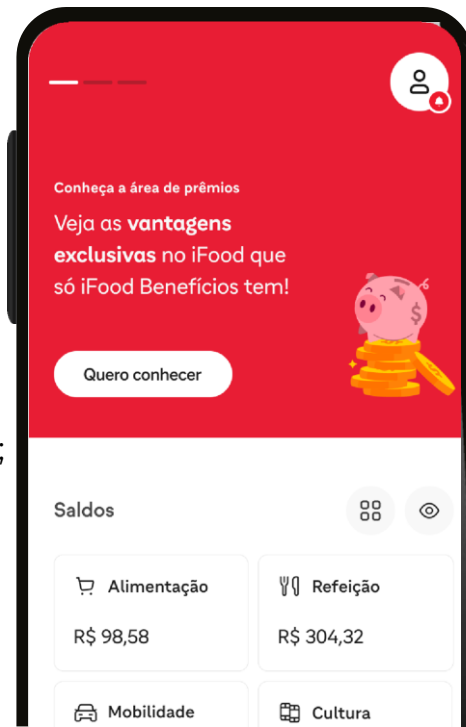 Conheça a área de prêmios
Veja as vantagens
exclusivas no iFood que
só iFood Benefícios tem!
$
Quero conhecer
;
Saldos
Alimentação
Refeição
R$ 98,58
R$ 304,32
Mobilidade
Cultura